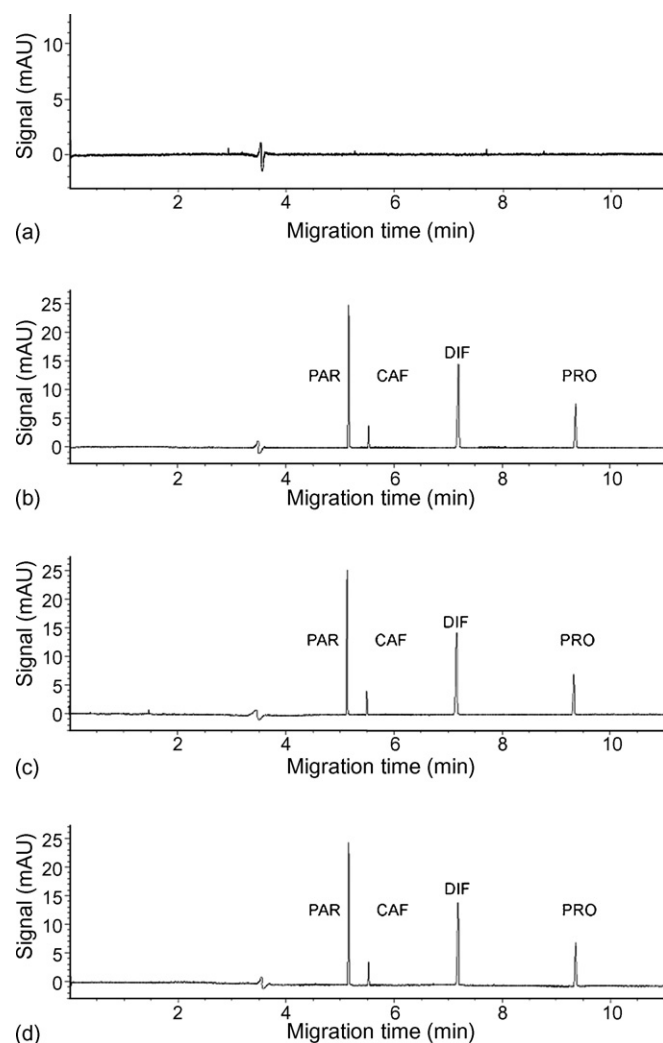 Signal (mAU)
10
5
0
2 4 6 8 10
Migration time (min)
(a)
Signal (mAU)
25
20
15
10
5
0
PAR CAF DIF PRO
2 4 6 8 10
Migration time (min)
(b)
Signal (mAU)
25
20
15
10
5
0
PAR CAF DIF PRO
2 4 6 8 10
Migration time (min)
(c)
Signal (mAU)
25
20
15
10
5
0
PAR CAF DIF PRO
2 4 6 8 10
Migration time (min)
(d)